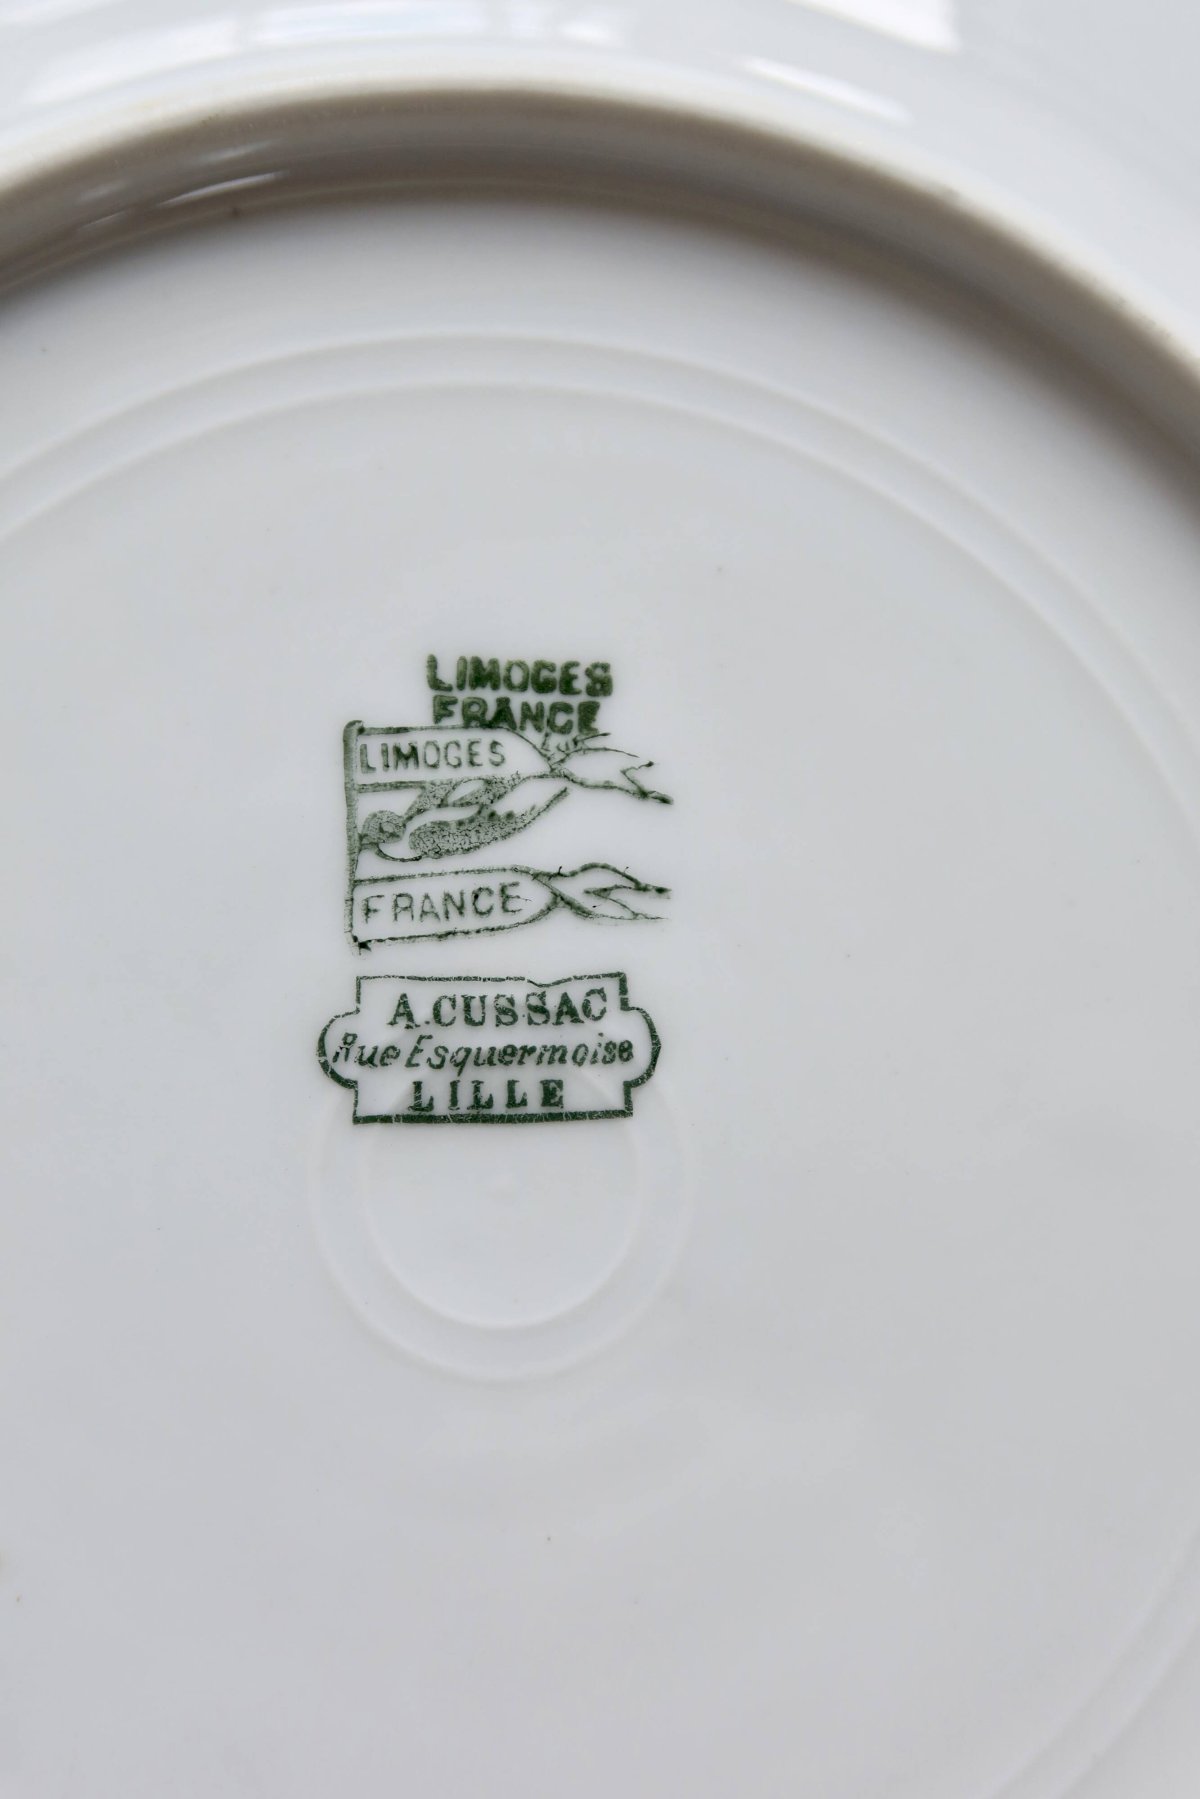 LIMOGES
FRANCE
LIMOGES
FRANCE
A. CUSSAC
Rue Esquermoise
LILLE